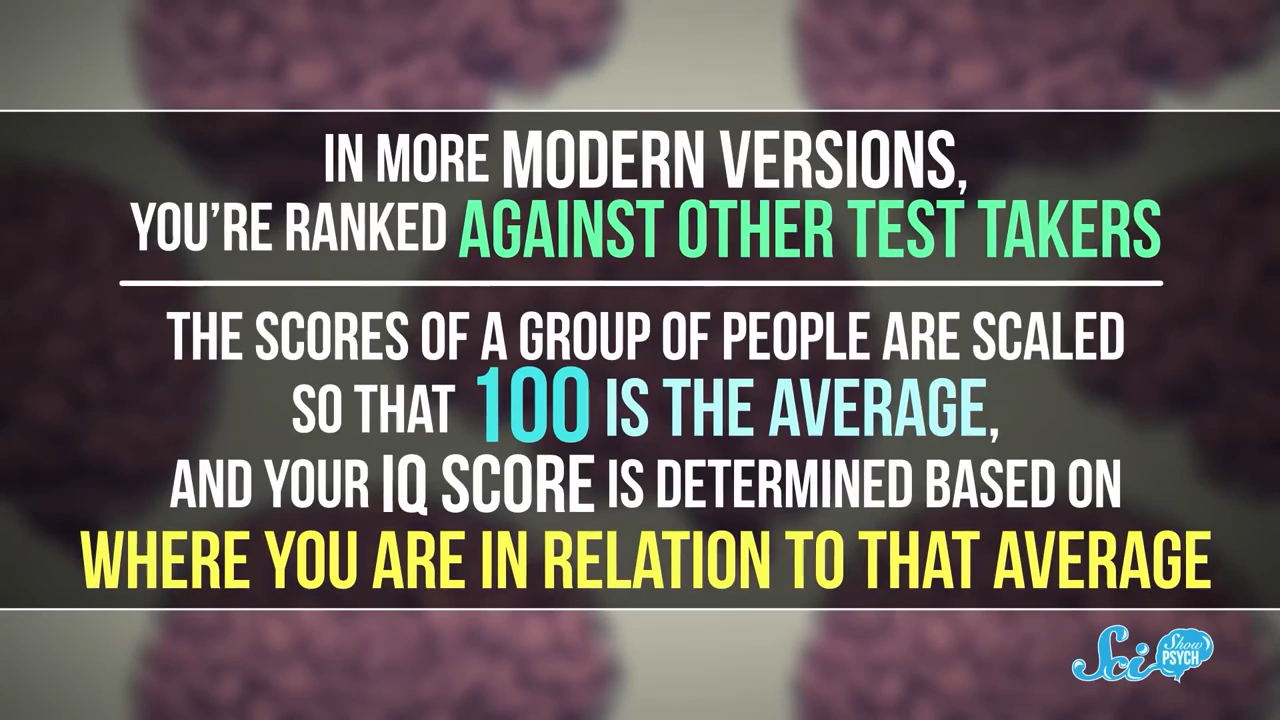 IN MORE MODERN VERSIONS,
YOU'RE RANKED AGAINST OTHER TEST TAKERS
THE SCORES OF A GROUP OF PEOPLE ARE SCALED
SO THAT 100 IS THE AVERAGE,
AND YOUR IQ SCORE IS DETERMINED BASED ON
WHERE YOU ARE IN RELATION TO THAT AVERAGE
Sci Show
PSYCH